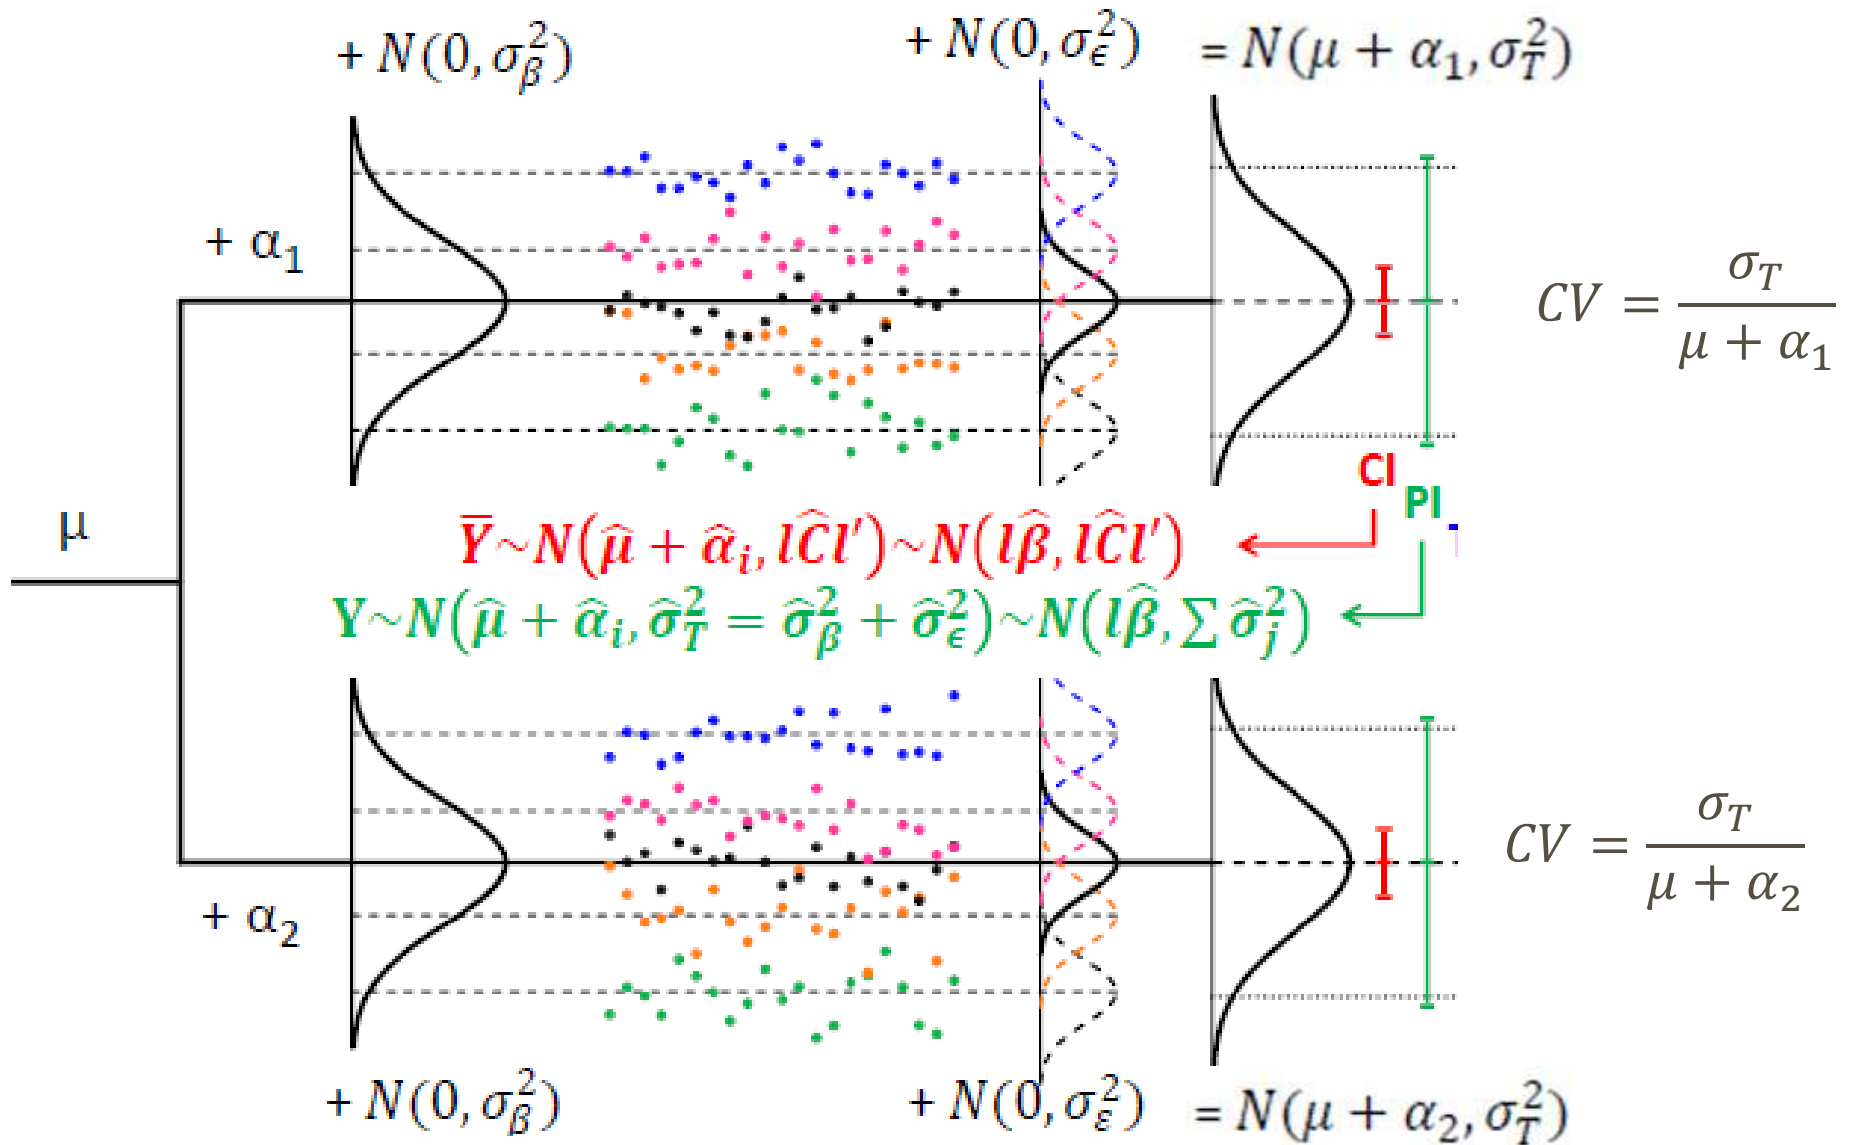 + N(0, σ_β^2)
+ N(0, σ_ϵ^2)
= N(μ + α_1, σ_T^2)
+ α_1
CV = σ_T / (μ + α_1)
CI
PI
μ
Y̅~N(μ̂ + α̂_i, lĈl′)~N(lβ̂, lĈl′)
Y~N(μ̂ + α̂_i, σ̂_T^2 = σ̂_β^2 + σ̂_ϵ^2)~N(lβ̂, ∑ σ̂_j^2)
CV = σ_T / (μ + α_2)
+ α_2
+ N(0, σ_β^2)
+ N(0, σ_ε^2)
= N(μ + α_2, σ_T^2)